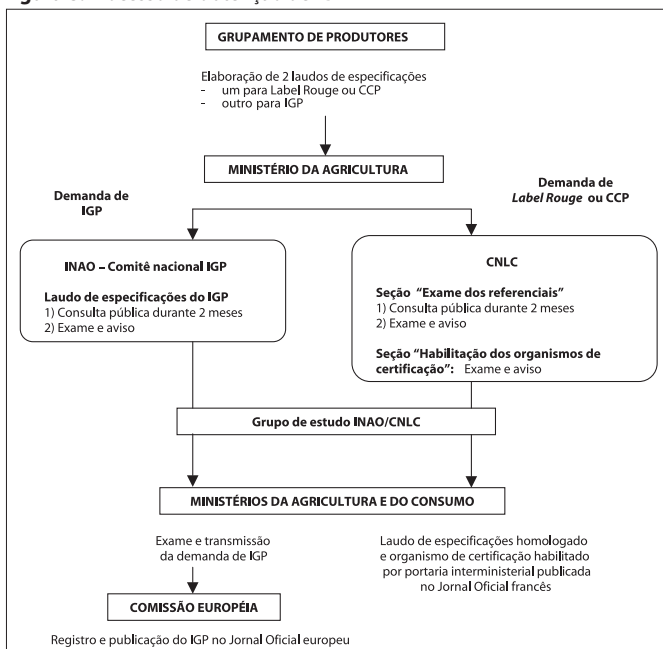 GRUPAMENTO DE PRODUTORES
Elaboração de 2 laudos de especificações
- um para Label Rouge ou CCP
- outro para IGP
MINISTÉRIO DA AGRICULTURA
Demanda de
IGP
Demanda de
Label Rouge ou CCP
INAO – Comitê nacional IGP
Laudo de especificações do IGP
1) Consulta pública durante 2 meses
2) Exame e aviso
CNLC
Seção "Exame dos referenciais"
1) Consulta pública durante 2 meses
2) Exame e aviso
Seção "Habilitação dos organismos de
certificação": Exame e aviso
Grupo de estudo INAO/CNLC
MINISTÉRIOS DA AGRICULTURA E DO CONSUMO
Exame e transmissão
da demanda de IGP
Laudo de especificações homologado
e organismo de certificação habilitado
por portaria interministerial publicada
no Jornal Oficial francês
COMISSÃO EUROPÉIA
Registro e publicação do IGP no Jornal Oficial europeu